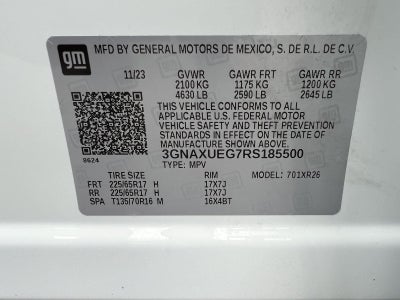 gm
MFD BY GENERAL MOTORS DE MEXICO, S. DE R.L. DE C.V.
11/23 GVWR GAWR FRT GAWR RR
2100 KG 1175 KG 1200 KG
4630 LB 2590 LB 2645 LB
THIS VEHICLE CONFORMS TO ALL
APPLICABLE U.S. FEDERAL MOTOR
VEHICLE SAFETY, BUMPER, AND THEFT
PREVENTION STANDARDS IN EFFECT ON
THE DATE OF MANUFACTURE SHOWN ABOVE.
8624
3GNAXUEG7RS185500
TYPE: MPV MODEL: 701XR26
TIRE SIZE RIM
FRT 225/65R17 H 17X7J
RR 225/65R17 H 17X7J
SPA T135/70R16 M 16X4BT